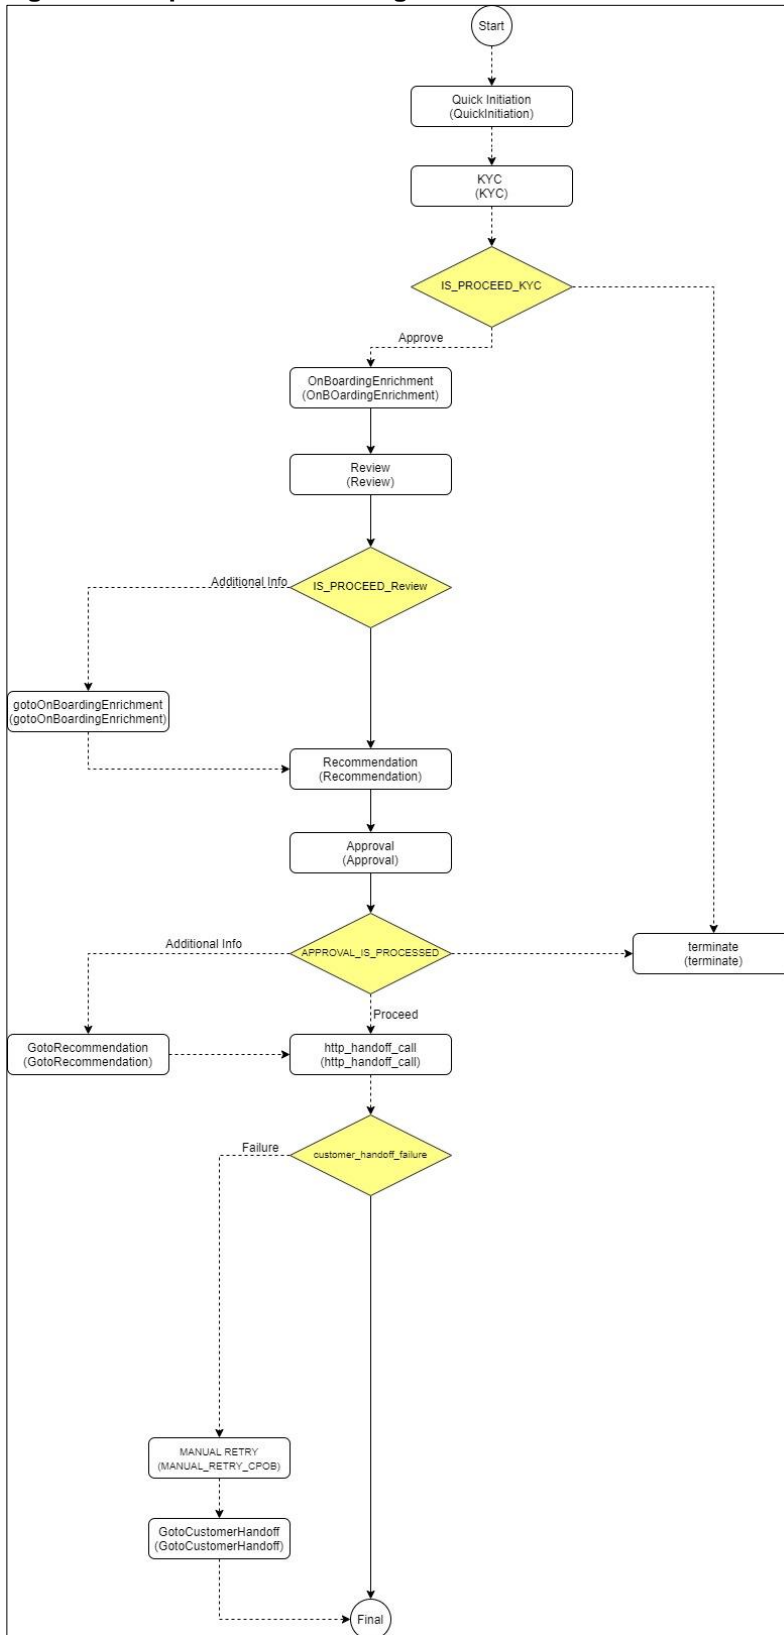 Start
Quick Initiation
(QuickInitiation)
KYC
(KYC)
IS_PROCEED_KYC
Approve
OnBoardingEnrichment
(OnBOardingEnrichment)
Review
(Review)
Additional Info
IS_PROCEED_Review
gotoOnBoardingEnrichment
(gotoOnBoardingEnrichment)
Recommendation
(Recommendation)
Approval
(Approval)
Additional Info
APPROVAL_IS_PROCESSED
terminate
(terminate)
Proceed
GotoRecommendation
(GotoRecommendation)
http_handoff_call
(http_handoff_call)
Failure
customer_handoff_failure
MANUAL RETRY
(MANUAL_RETRY_CPOB)
GotoCustomerHandoff
(GotoCustomerHandoff)
Final